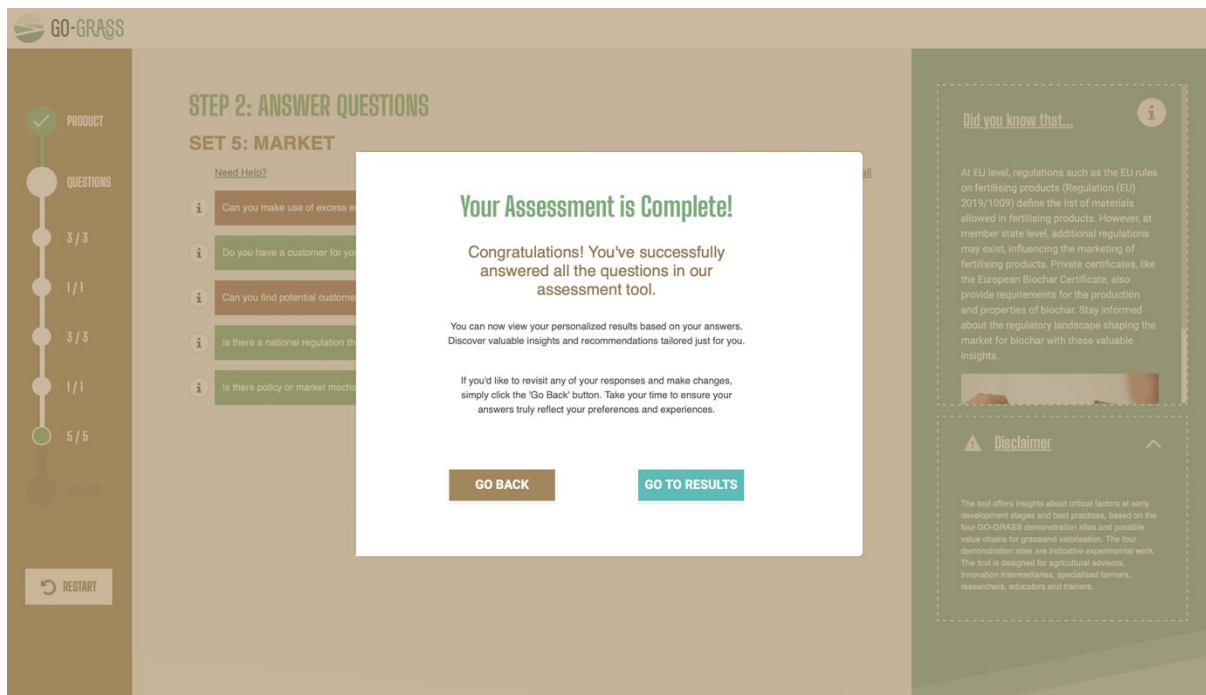 GO-GRASS
PRODUCT
QUESTIONS
3 / 3
1 / 1
3 / 3
1 / 1
5 / 5
RESULTS
RESTART
STEP 2: ANSWER QUESTIONS
SET 5: MARKET
Need Help?
all
Can you make use of excess
Do you have a customer for
Can you find potential
Is there a national regulation
Is there policy or market
Your Assessment is Complete!
Congratulations! You've successfully
answered all the questions in our
assessment tool.
You can now view your personalized results based on your answers.
Discover valuable insights and recommendations tailored just for you.
If you'd like to revisit any of your responses and make changes,
simply click the 'Go Back' button. Take your time to ensure your
answers truly reflect your preferences and experiences.
GO BACK
GO TO RESULTS
Did you know that...
At EU level, regulations such as the EU rules
on fertilising products (Regulation (EU)
2019/1009) define the list of materials
allowed in fertilising products. However, at
member state level, additional regulations
may exist, influencing the marketing of
fertilising products. Private certificates, like
the European Biochar Certificate, also
provide requirements for the production
and properties of biochar. Stay informed
about the regulatory landscape shaping the
market for biochar with these valuable
insights.
Disclaimer
The tool offers insights about critical factors at early
development stages and best practices, based on the
four GO-GRASS demonstration sites and possible
value chains for grassland valorisation. The four
demonstration sites are indicative experimental work.
The tool is designed for agricultural advisors,
innovation intermediaries, specialised farmers,
researchers, educators and trainers.